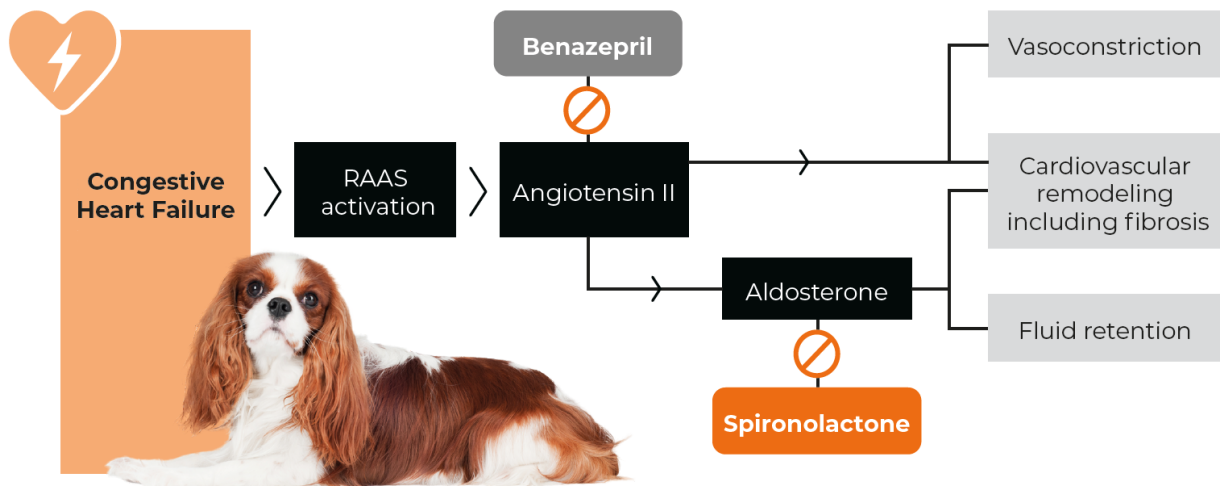 Benazepril
Vasoconstriction
Congestive
Heart Failure
RAAS
activation
Angiotensin II
Cardiovascular
remodeling
including fibrosis
Aldosterone
Fluid retention
Spironolactone